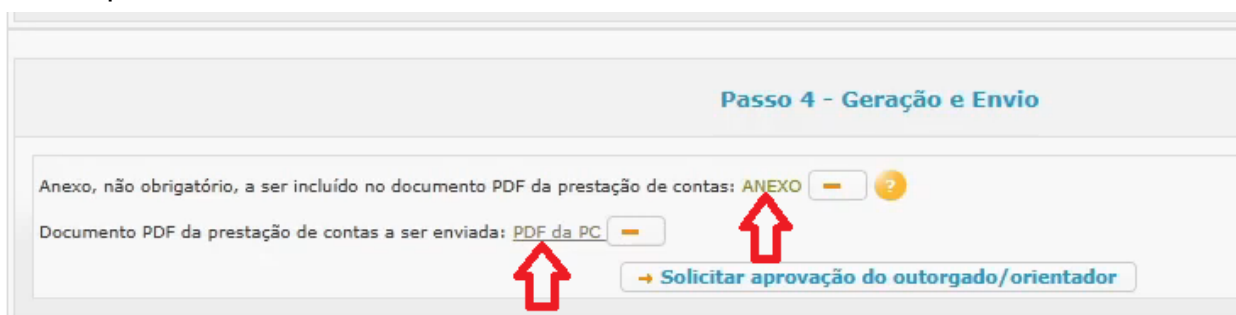 Passo 4 - Geração e Envio
Anexo, não obrigatório, a ser incluído no documento PDF da prestação de contas: ANEXO ?
Documento PDF da prestação de contas a ser enviada: PDF da PC
→ Solicitar aprovação do outorgado/orientador